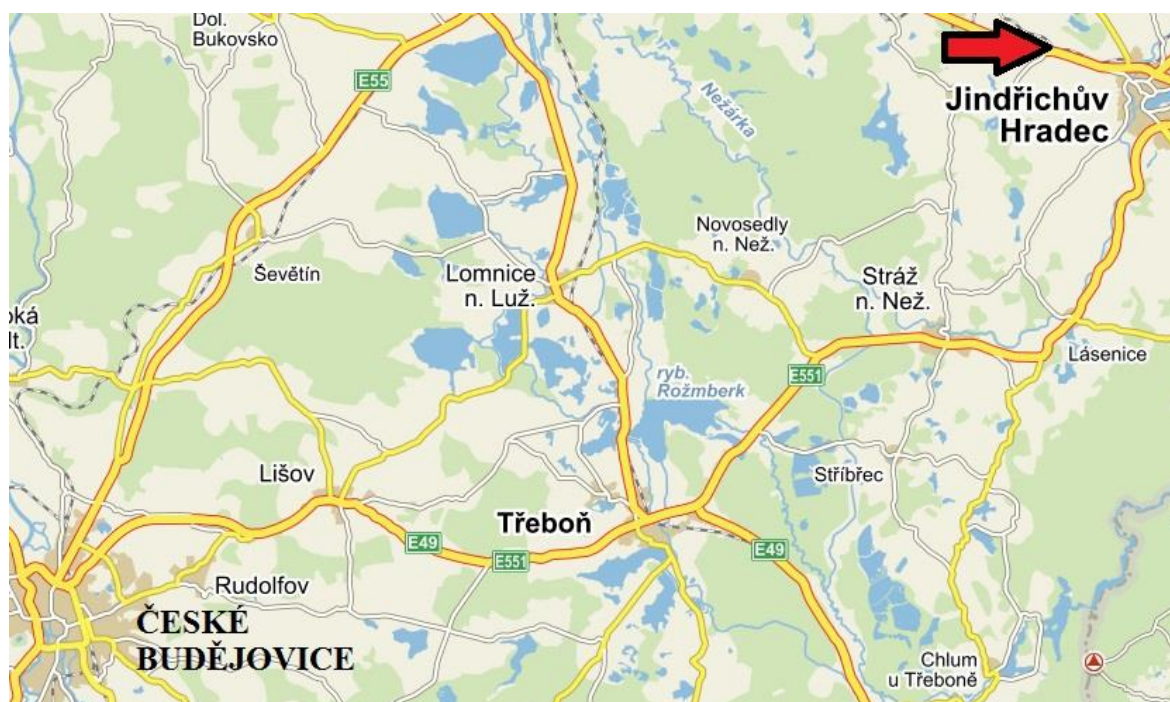 Dol.
Bukovsko
E55
Nežárka
Jindřichův
Hradec
Novosedly
n. Než.
Ševětín
Lomnice
n. Luž.
Stráž
n. Než.
oká
lt.
Lásenice
ryb.
Rožmberk
E551
Lišov
Stříbřec
Třeboň
E49
E551
E49
Rudolfov
ČESKÉ
BUDĚJOVICE
Chlum
u Třeboně